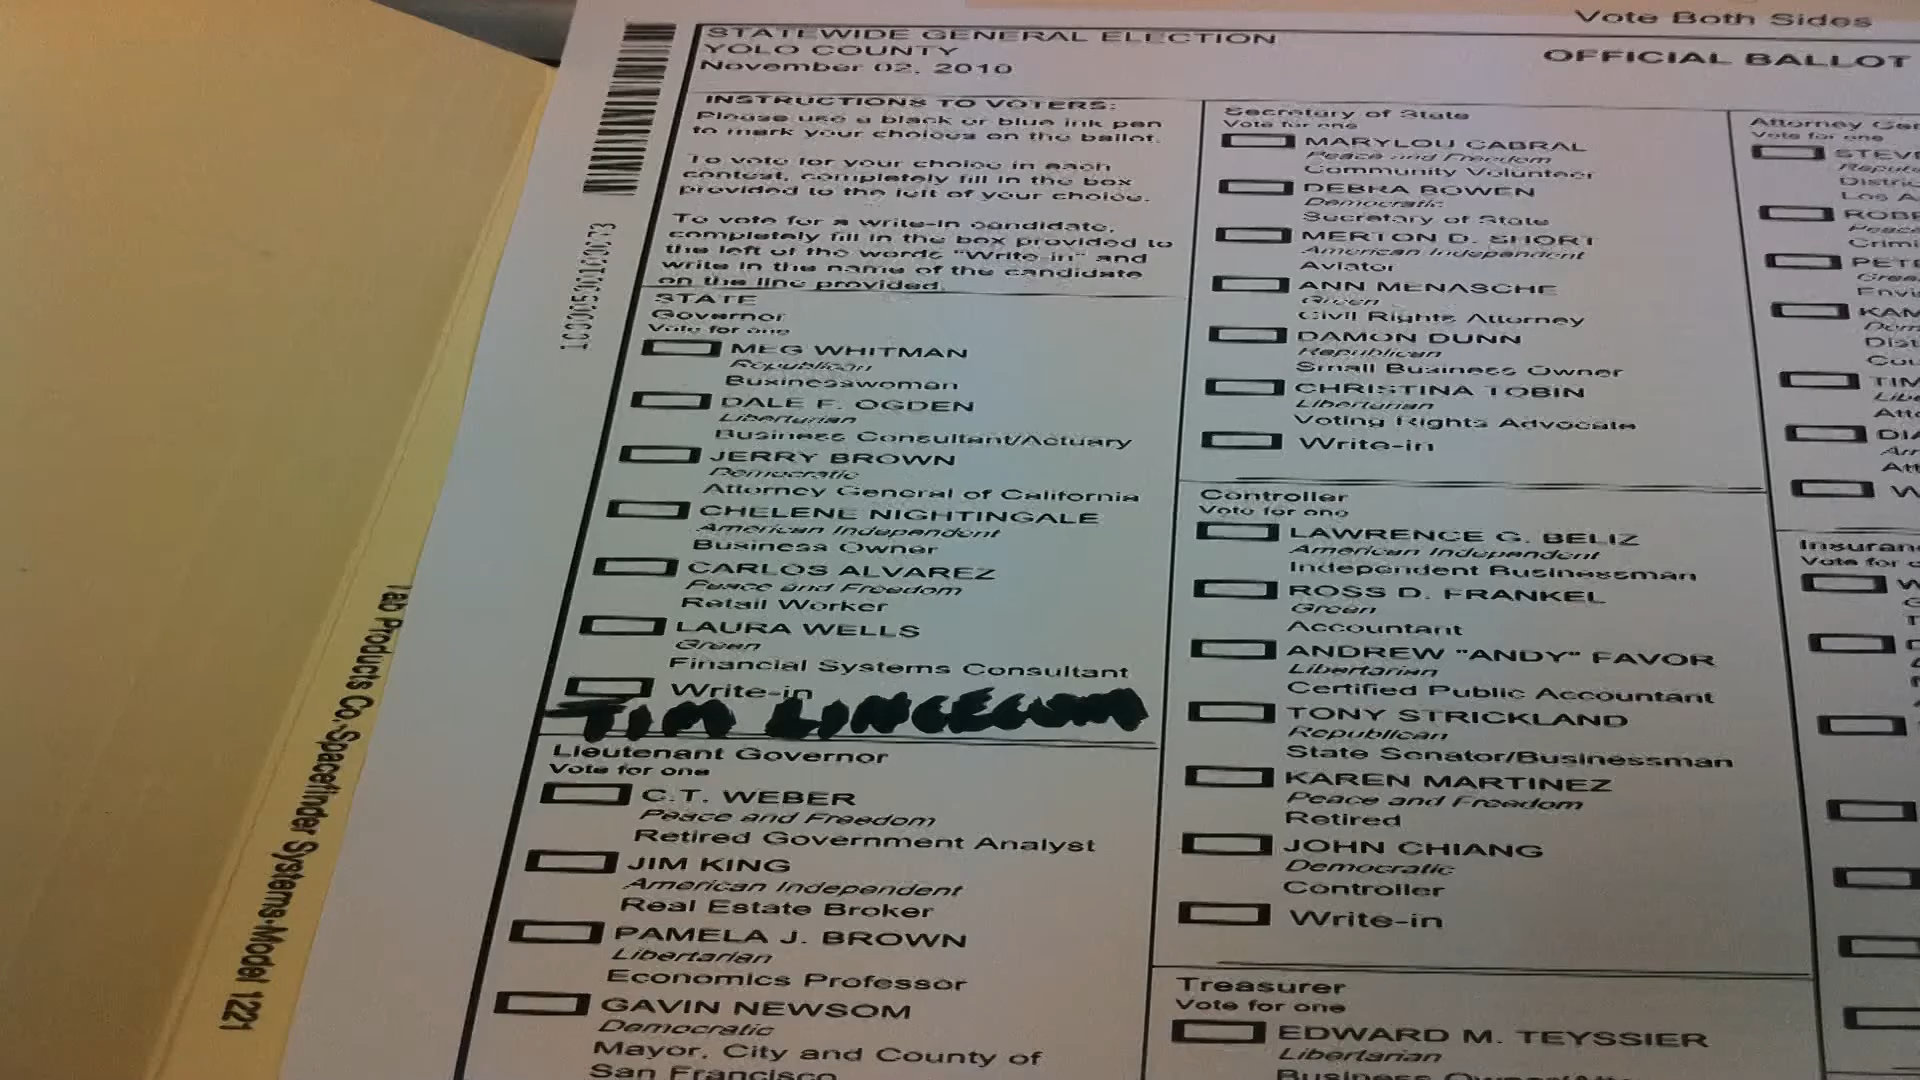 Vote Both Sides
STATEWIDE GENERAL ELECTION
YOLO COUNTY
November 02, 2010
OFFICIAL BALLOT
INSTRUCTIONS TO VOTERS:
Please use a black or blue ink pen
to mark your choices on the ballot.
To vote for your choice in each
contest, completely fill in the box
provided to the left of your choice.
To vote for a write-in candidate,
completely fill in the box provided to
the left of the words "Write-in" and
write in the name of the candidate
on the line provided.
STATE
Governor
Vote for one
MEG WHITMAN
Republican
Businesswoman
DALE F. OGDEN
Libertarian
Business Consultant/Actuary
JERRY BROWN
Democratic
Attorney General of California
CHELENE NIGHTINGALE
American Independent
Business Owner
CARLOS ALVAREZ
Peace and Freedom
Retail Worker
LAURA WELLS
Green
Financial Systems Consultant
Write-in
TIM LINCECUM
Lieutenant Governor
Vote for one
C.T. WEBER
Peace and Freedom
Retired Government Analyst
JIM KING
American Independent
Real Estate Broker
PAMELA J. BROWN
Libertarian
Economics Professor
GAVIN NEWSOM
Democratic
Mayor, City and County of
San Francisco
Secretary of State
Vote for one
MARYLOU CABRAL
Peace and Freedom
Community Volunteer
DEBRA BOWEN
Democratic
Secretary of State
MERTON D. SHORT
American Independent
Aviator
ANN MENASCHE
Green
Civil Rights Attorney
DAMON DUNN
Republican
Small Business Owner
CHRISTINA TOBIN
Libertarian
Voting Rights Advocate
Write-in
Controller
Vote for one
LAWRENCE G. BELIZ
American Independent
Independent Businessman
ROSS D. FRANKEL
Green
Accountant
ANDREW "ANDY" FAVOR
Libertarian
Certified Public Accountant
TONY STRICKLAND
Republican
State Senator/Businessman
KAREN MARTINEZ
Peace and Freedom
Retired
JOHN CHIANG
Democratic
Controller
Write-in
Treasurer
Vote for one
EDWARD M. TEYSSIER
Libertarian
Attorney
Vote for one
Vote for
Tab Products Co.-Spacefinder Systems-Model 1221